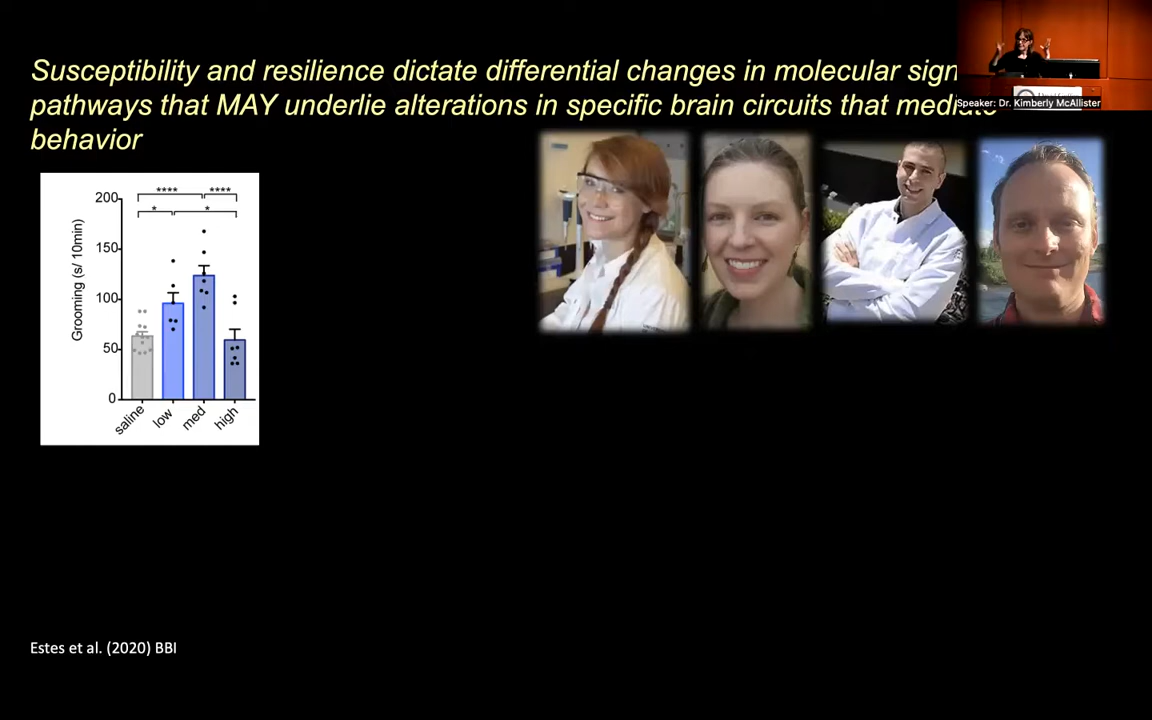 Susceptibility and resilience dictate differential changes in molecular sign
pathways that MAY underlie alterations in specific brain circuits that mediate
behavior
Speaker: Dr. Kimberly McAllister
**** ****
* *
200
150
100
50
0
Grooming (s/ 10min)
saline
low
med
high
Estes et al. (2020) BBI